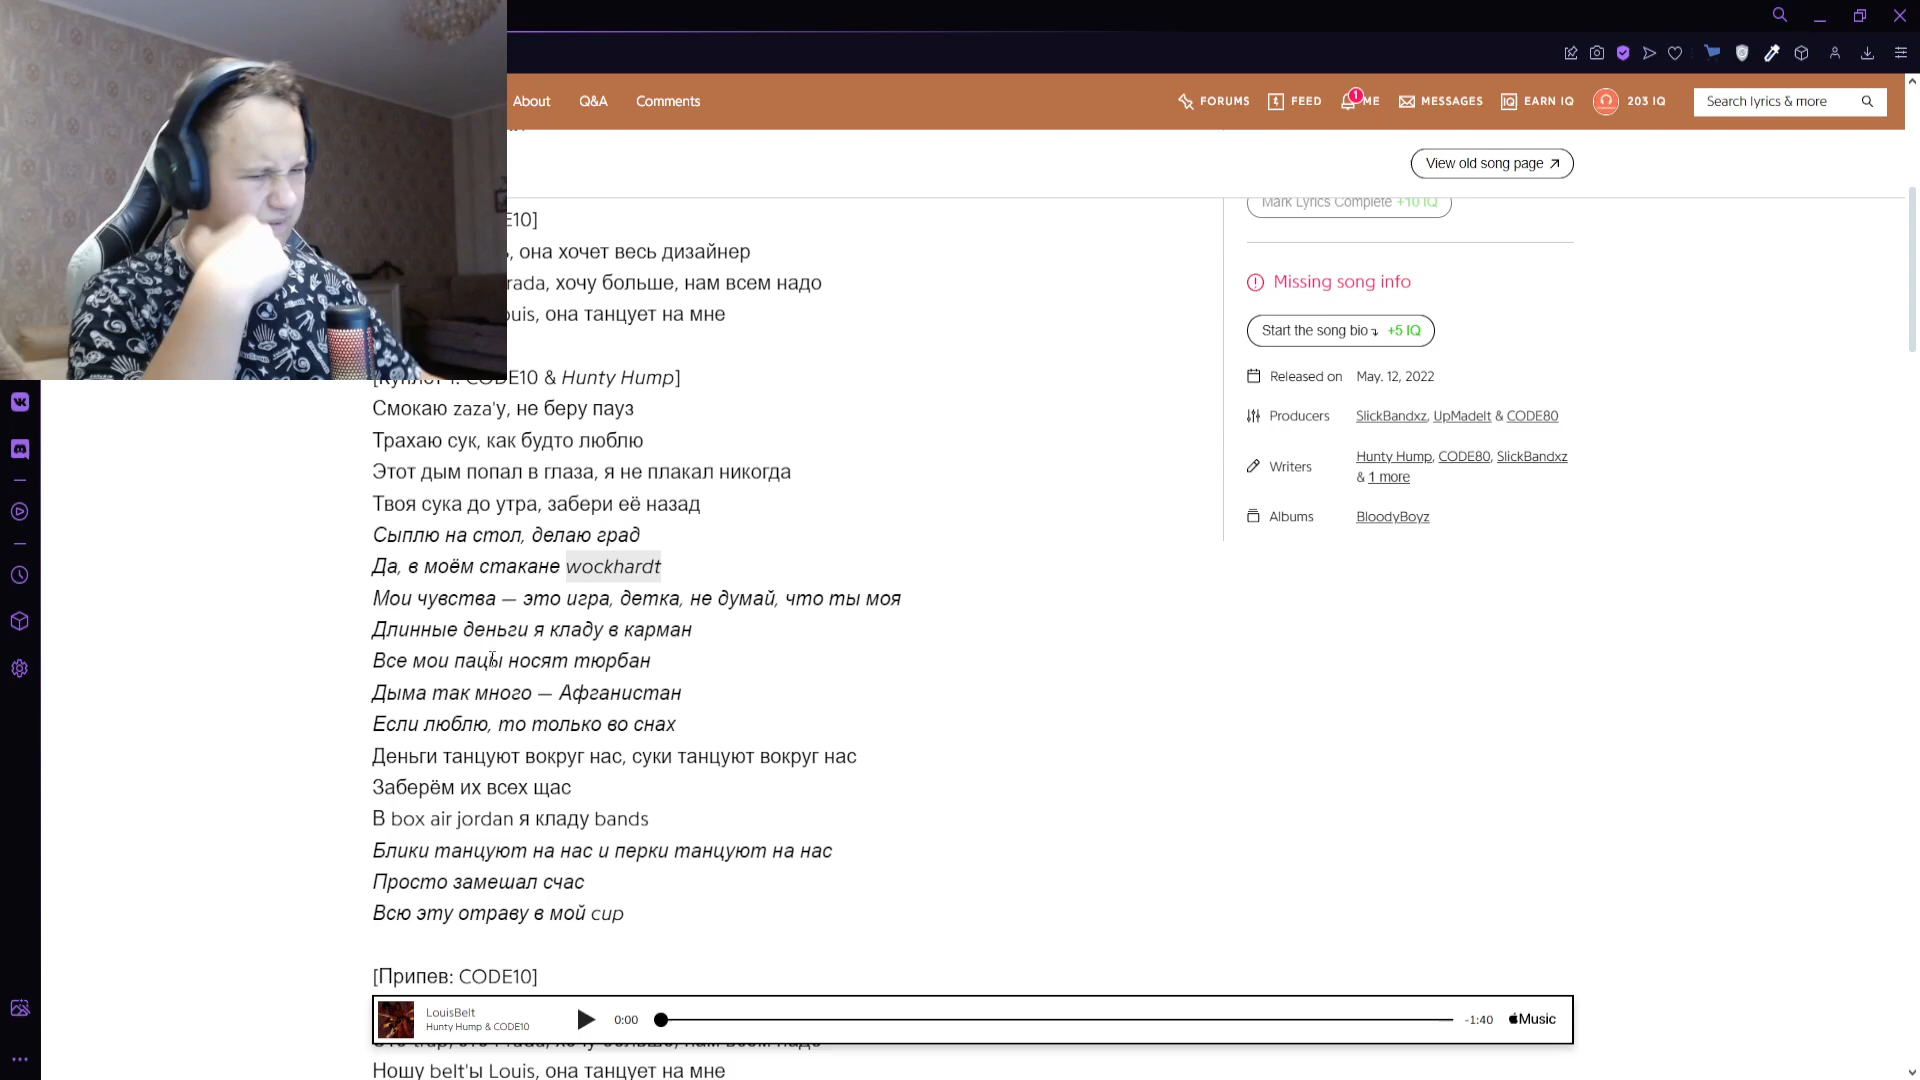 About Q&A Comments FORUMS FEED 1 ME MESSAGES EARN IQ 203 IQ Search lyrics & more
View old song page
Mark Lyrics Complete +10 IQ
E10]
, она хочет весь дизайнер
rada, хочу больше, нам всем надо
ouis, она танцует на мне
[Куплет 1: CODE10 & Hunty Hump]
Смокаю zaza'у, не беру пауз
Трахаю сук, как будто люблю
Этот дым попал в глаза, я не плакал никогда
Твоя сука до утра, забери её назад
Сыплю на стол, делаю град
Да, в моём стакане wockhardt
Мои чувства — это игра, детка, не думай, что ты моя
Длинные деньги я кладу в карман
Все мои пацы носят тюрбан
Дыма так много — Афганистан
Если люблю, то только во снах
Деньги танцуют вокруг нас, суки танцуют вокруг нас
Заберём их всех щас
В box air jordan я кладу bands
Блики танцуют на нас и перки танцуют на нас
Просто замешал счас
Всю эту отраву в мой cup
[Припев: CODE10]
Ношу belt'ы Louis, она танцует на мне
Missing song info
Start the song bio +5 IQ
Released on May. 12, 2022
Producers SlickBandxz, UpMadeIt & CODE80
Writers Hunty Hump, CODE80, SlickBandxz
& 1 more
Albums BloodyBoyz
LouisBelt
Hunty Hump & CODE10
0:00 -1:40 Music